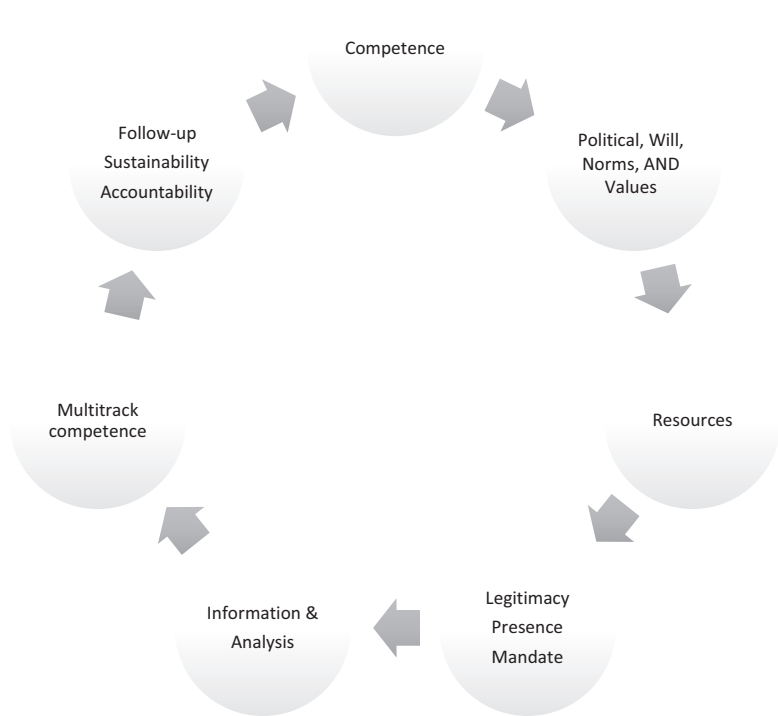 Competence
Political, Will,
Norms, AND
Values
Resources
Legitimacy
Presence
Mandate
Information &
Analysis
Multitrack
competence
Follow-up
Sustainability
Accountability